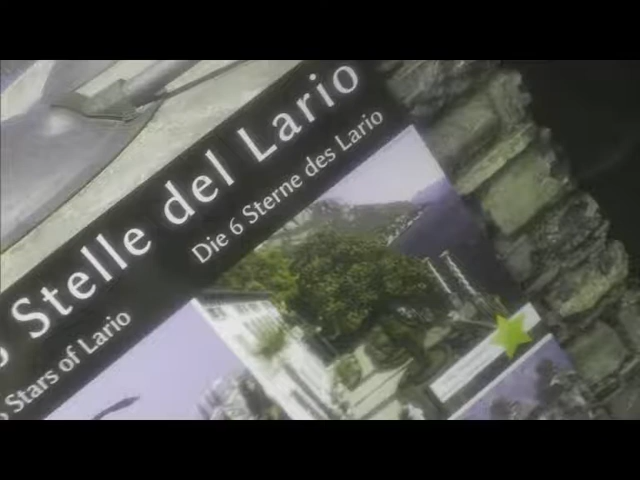 Stelle del Lario
Stars of Lario
Die 6 Sterne des Lario